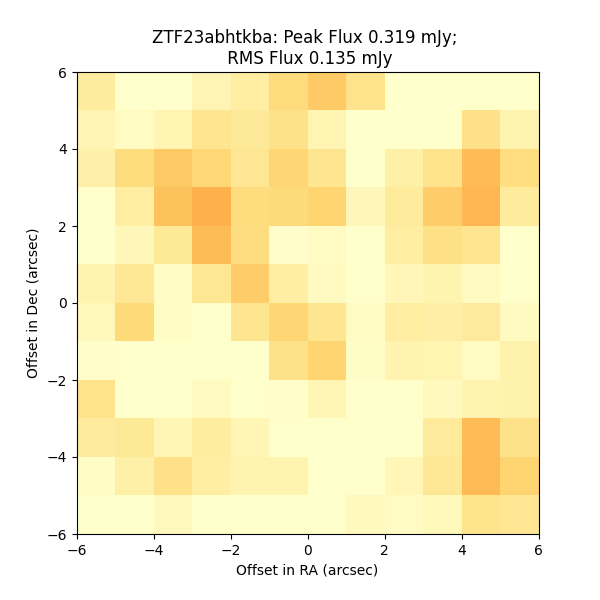 ZTF23abhtkba: Peak Flux 0.319 mJy;
RMS Flux 0.135 mJy
6
4
2
0
−2
−4
−6
Offset in Dec (arcsec)
−6 −4 −2 0 2 4 6
Offset in RA (arcsec)